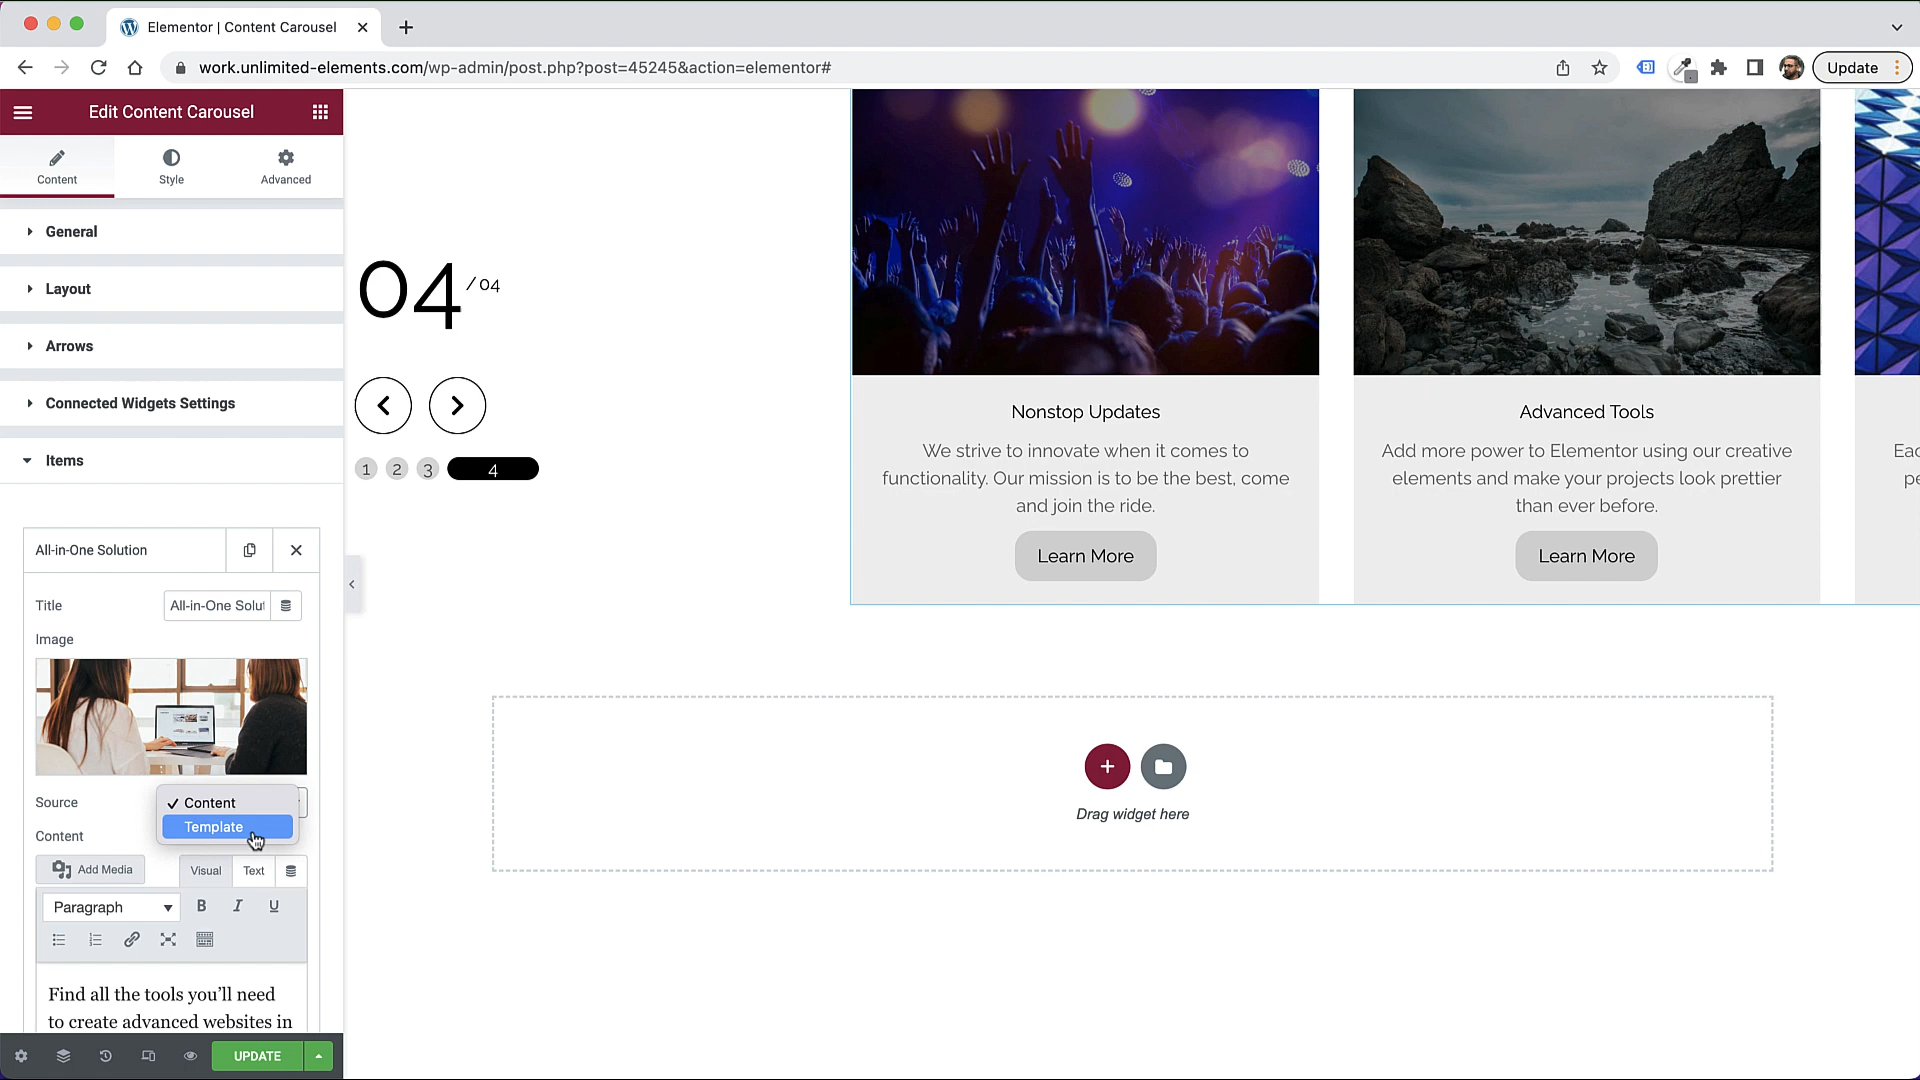 Elementor | Content Carousel
work.unlimited-elements.com/wp-admin/post.php?post=45245&action=elementor#
Update
Edit Content Carousel
Content
Style
Advanced
General
Layout
Arrows
Connected Widgets Settings
Items
All-in-One Solution
Title
All-in-One Solut
Image
Source
Content
Template
Content
Add Media
Visual
Text
Paragraph
B
I
U
Find all the tools you’ll need
to create advanced websites in
UPDATE
04
/ 04
1
2
3
4
Nonstop Updates
We strive to innovate when it comes to
functionality. Our mission is to be the best, come
and join the ride.
Learn More
Advanced Tools
Add more power to Elementor using our creative
elements and make your projects look prettier
than ever before.
Learn More
Eac
pe
Drag widget here